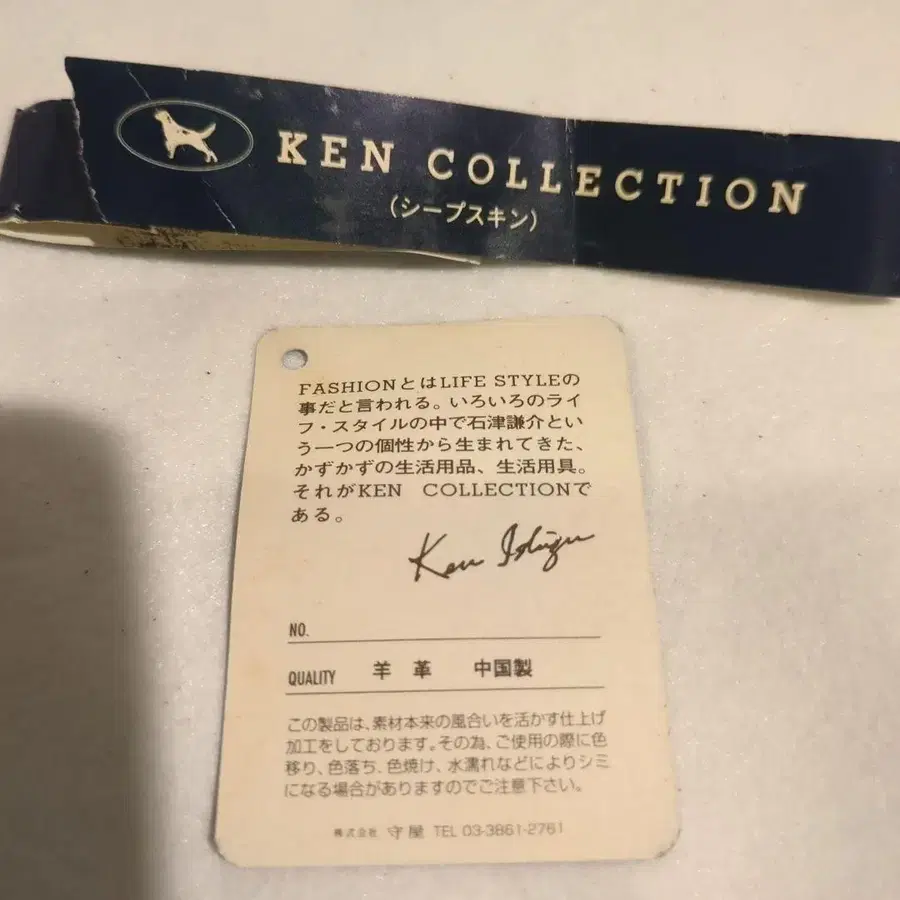 KEN COLLECTION
(シープスキン)
FASHIONとはLIFE STYLEの
事だと言われる。いろいろのライ
フ・スタイルの中で石津謙介とい
う一つの個性から生まれてきた、
かずかずの生活用品、生活用具。
それがKEN COLLECTIONで
ある。
Ken Ishizu
NO.
QUALITY 羊革 中国製
この製品は、素材本来の風合いを活かす仕上げ
加工をしております。その為、ご使用の際に色
移り、色落ち、色焼け、水濡れなどによりシミ
になる場合がありますのでご注意下さい。
株式会社 守屋 TEL 03-3861-2761